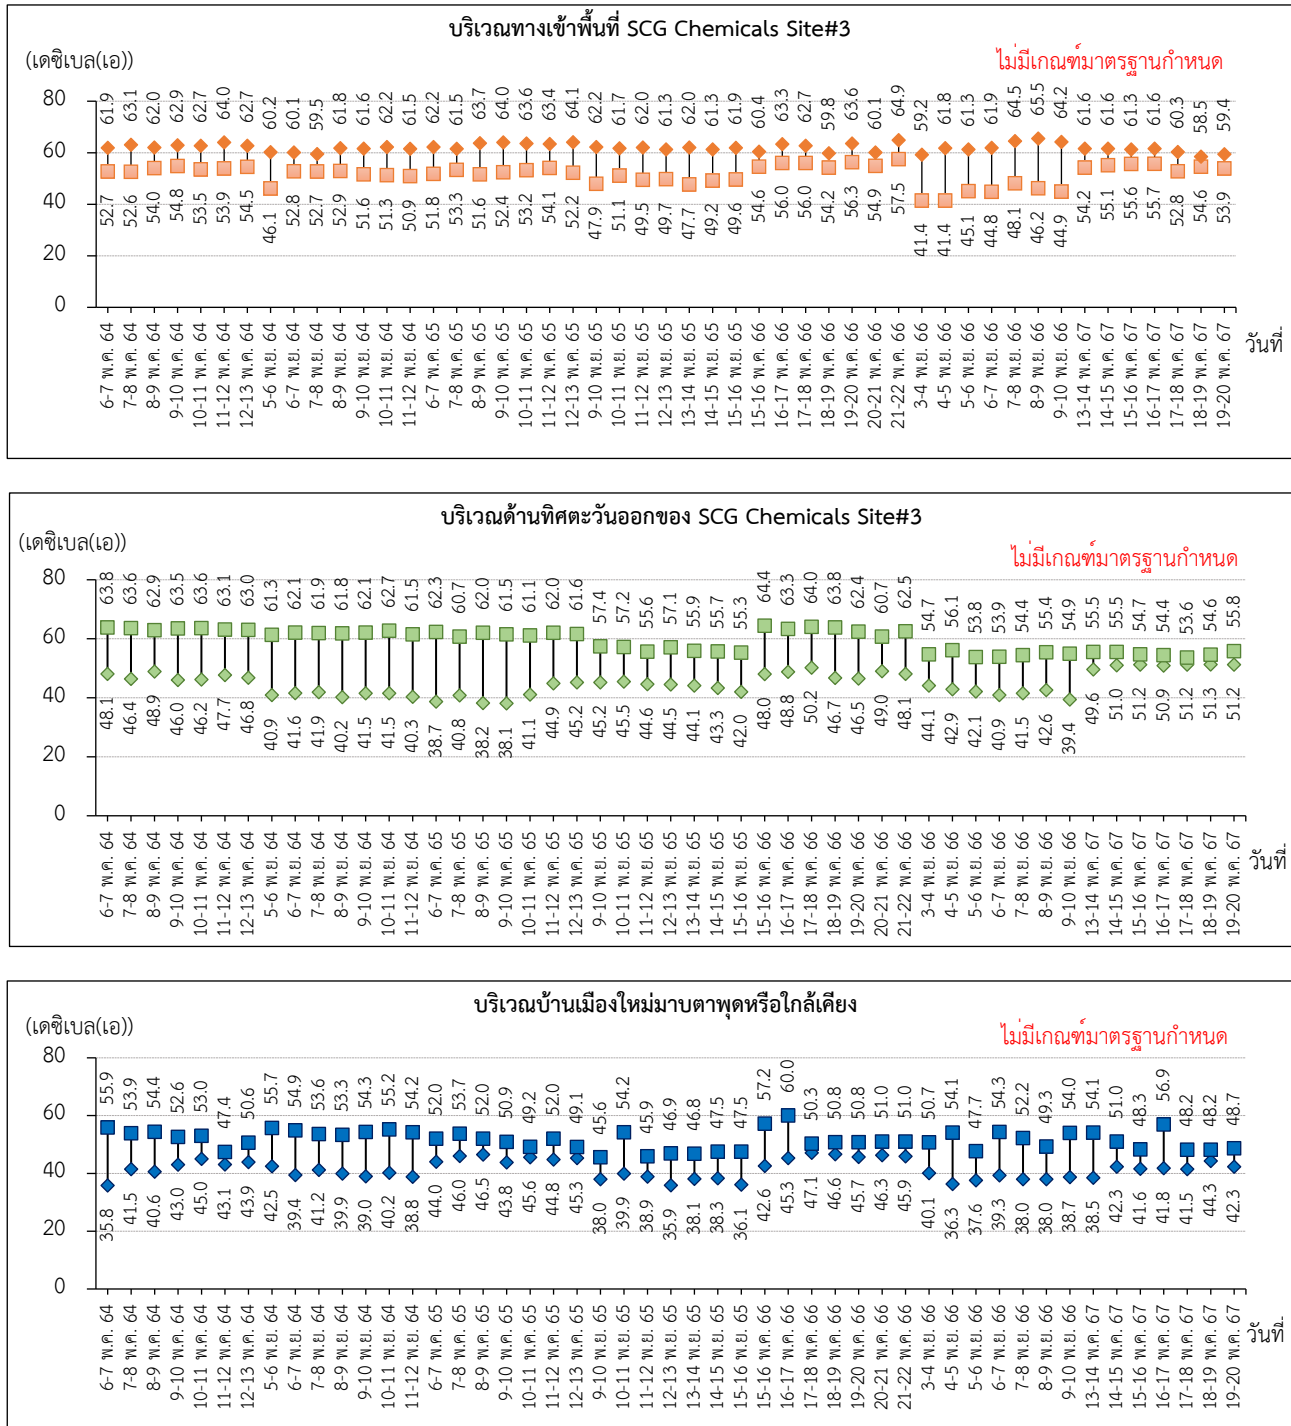 บริเวณทางเข้าพื้นที่ SCG Chemicals Site#3
(เดซิเบล(เอ))
ไม่มีเกณฑ์มาตรฐานกำหนด
61.9 63.1 62.0 62.9 62.7 64.0 62.7 60.2 60.1 59.5 61.8 61.6 62.2 61.5 62.2 61.5 63.7 64.0 63.6 63.4 64.1 62.2 61.7 62.0 61.3 62.0 61.3 61.9 60.4 63.3 62.7 59.8 63.6 60.1 64.9 59.2 61.8 61.3 61.9 64.5 65.5 64.2 61.6 61.6 61.3 61.6 60.3 58.5 59.4
80
60
40
20
0
52.7 52.6 54.0 54.8 53.5 53.9 54.5 46.1 52.8 52.7 52.9 51.6 51.3 50.9 51.8 53.3 51.6 52.4 53.2 54.1 52.2 47.9 51.1 49.5 49.7 47.7 49.2 49.6 54.6 56.0 56.0 54.2 56.3 54.9 57.5 41.4 41.4 45.1 44.8 48.1 46.2 44.9 54.2 55.1 55.6 55.7 52.8 54.6 53.9
6-7 พ.ค. 64 7-8 พ.ค. 64 8-9 พ.ค. 64 9-10 พ.ค. 64 10-11 พ.ค. 64 11-12 พ.ค. 64 12-13 พ.ค. 64 5-6 พ.ย. 64 6-7 พ.ย. 64 7-8 พ.ย. 64 8-9 พ.ย. 64 9-10 พ.ย. 64 10-11 พ.ย. 64 11-12 พ.ย. 64 6-7 พ.ค. 65 7-8 พ.ค. 65 8-9 พ.ค. 65 9-10 พ.ค. 65 10-11 พ.ค. 65 11-12 พ.ค. 65 12-13 พ.ค. 65 9-10 พ.ย. 65 10-11 พ.ย. 65 11-12 พ.ย. 65 12-13 พ.ย. 65 13-14 พ.ย. 65 14-15 พ.ย. 65 15-16 พ.ย. 65 15-16 พ.ค. 66 16-17 พ.ค. 66 17-18 พ.ค. 66 18-19 พ.ค. 66 19-20 พ.ค. 66 20-21 พ.ค. 66 21-22 พ.ค. 66 3-4 พ.ย. 66 4-5 พ.ย. 66 5-6 พ.ย. 66 6-7 พ.ย. 66 7-8 พ.ย. 66 8-9 พ.ย. 66 9-10 พ.ย. 66 13-14 พ.ค. 67 14-15 พ.ค. 67 15-16 พ.ค. 67 16-17 พ.ค. 67 17-18 พ.ค. 67 18-19 พ.ค. 67 19-20 พ.ค. 67
วันที่
บริเวณด้านทิศตะวันออกของ SCG Chemicals Site#3
(เดซิเบล(เอ))
ไม่มีเกณฑ์มาตรฐานกำหนด
63.8 63.6 62.9 63.5 63.6 63.1 63.0 61.3 62.1 61.9 61.8 62.1 62.7 61.5 62.3 60.7 62.0 61.5 61.1 62.0 61.6 57.4 57.2 55.6 57.1 55.9 55.7 55.3 64.4 63.3 64.0 63.8 62.4 60.7 62.5 54.7 56.1 53.8 53.9 54.4 55.4 54.9 55.5 55.5 54.7 54.4 53.6 54.6 55.8
80
60
40
20
0
48.1 46.4 48.9 46.0 46.2 47.7 46.8 40.9 41.6 41.9 40.2 41.5 41.5 40.3 38.7 40.8 38.2 38.1 41.1 44.9 45.2 45.2 45.5 44.6 44.5 44.1 43.3 42.0 48.0 48.8 50.2 46.7 46.5 49.0 48.1 44.1 42.9 42.1 40.9 41.5 42.6 39.4 49.6 51.0 51.2 50.9 51.2 51.3 51.2
6-7 พ.ค. 64 7-8 พ.ค. 64 8-9 พ.ค. 64 9-10 พ.ค. 64 10-11 พ.ค. 64 11-12 พ.ค. 64 12-13 พ.ค. 64 5-6 พ.ย. 64 6-7 พ.ย. 64 7-8 พ.ย. 64 8-9 พ.ย. 64 9-10 พ.ย. 64 10-11 พ.ย. 64 11-12 พ.ย. 64 6-7 พ.ค. 65 7-8 พ.ค. 65 8-9 พ.ค. 65 9-10 พ.ค. 65 10-11 พ.ค. 65 11-12 พ.ค. 65 12-13 พ.ค. 65 9-10 พ.ย. 65 10-11 พ.ย. 65 11-12 พ.ย. 65 12-13 พ.ย. 65 13-14 พ.ย. 65 14-15 พ.ย. 65 15-16 พ.ย. 65 15-16 พ.ค. 66 16-17 พ.ค. 66 17-18 พ.ค. 66 18-19 พ.ค. 66 19-20 พ.ค. 66 20-21 พ.ค. 66 21-22 พ.ค. 66 3-4 พ.ย. 66 4-5 พ.ย. 66 5-6 พ.ย. 66 6-7 พ.ย. 66 7-8 พ.ย. 66 8-9 พ.ย. 66 9-10 พ.ย. 66 13-14 พ.ค. 67 14-15 พ.ค. 67 15-16 พ.ค. 67 16-17 พ.ค. 67 17-18 พ.ค. 67 18-19 พ.ค. 67 19-20 พ.ค. 67
วันที่
บริเวณบ้านเมืองใหม่มาบตาพุดหรือใกล้เคียง
(เดซิเบล(เอ))
ไม่มีเกณฑ์มาตรฐานกำหนด
55.9 53.9 54.4 52.6 53.0 47.4 50.6 55.7 54.9 53.6 53.3 54.3 55.2 54.2 52.0 53.7 52.0 50.9 49.2 52.0 49.1 45.6 54.2 45.9 46.9 46.8 47.5 47.5 57.2 60.0 50.3 50.8 50.8 51.0 51.0 50.7 54.1 47.7 54.3 52.2 49.3 54.0 54.1 51.0 48.3 56.9 48.2 48.2 48.7
80
60
40
20
0
35.8 41.5 40.6 43.0 45.0 43.1 43.9 42.5 39.4 41.2 39.9 39.0 40.2 38.8 44.0 46.0 46.5 43.8 45.6 44.8 45.3 38.0 39.9 38.9 35.9 38.1 38.3 36.1 42.6 45.3 47.1 46.6 45.7 46.3 45.9 40.1 36.3 37.6 39.3 38.0 38.0 38.7 38.5 42.3 41.6 41.8 41.5 44.3 42.3
6-7 พ.ค. 64 7-8 พ.ค. 64 8-9 พ.ค. 64 9-10 พ.ค. 64 10-11 พ.ค. 64 11-12 พ.ค. 64 12-13 พ.ค. 64 5-6 พ.ย. 64 6-7 พ.ย. 64 7-8 พ.ย. 64 8-9 พ.ย. 64 9-10 พ.ย. 64 10-11 พ.ย. 64 11-12 พ.ย. 64 6-7 พ.ค. 65 7-8 พ.ค. 65 8-9 พ.ค. 65 9-10 พ.ค. 65 10-11 พ.ค. 65 11-12 พ.ค. 65 12-13 พ.ค. 65 9-10 พ.ย. 65 10-11 พ.ย. 65 11-12 พ.ย. 65 12-13 พ.ย. 65 13-14 พ.ย. 65 14-15 พ.ย. 65 15-16 พ.ย. 65 15-16 พ.ค. 66 16-17 พ.ค. 66 17-18 พ.ค. 66 18-19 พ.ค. 66 19-20 พ.ค. 66 20-21 พ.ค. 66 21-22 พ.ค. 66 3-4 พ.ย. 66 4-5 พ.ย. 66 5-6 พ.ย. 66 6-7 พ.ย. 66 7-8 พ.ย. 66 8-9 พ.ย. 66 9-10 พ.ย. 66 13-14 พ.ค. 67 14-15 พ.ค. 67 15-16 พ.ค. 67 16-17 พ.ค. 67 17-18 พ.ค. 67 18-19 พ.ค. 67 19-20 พ.ค. 67
วันที่